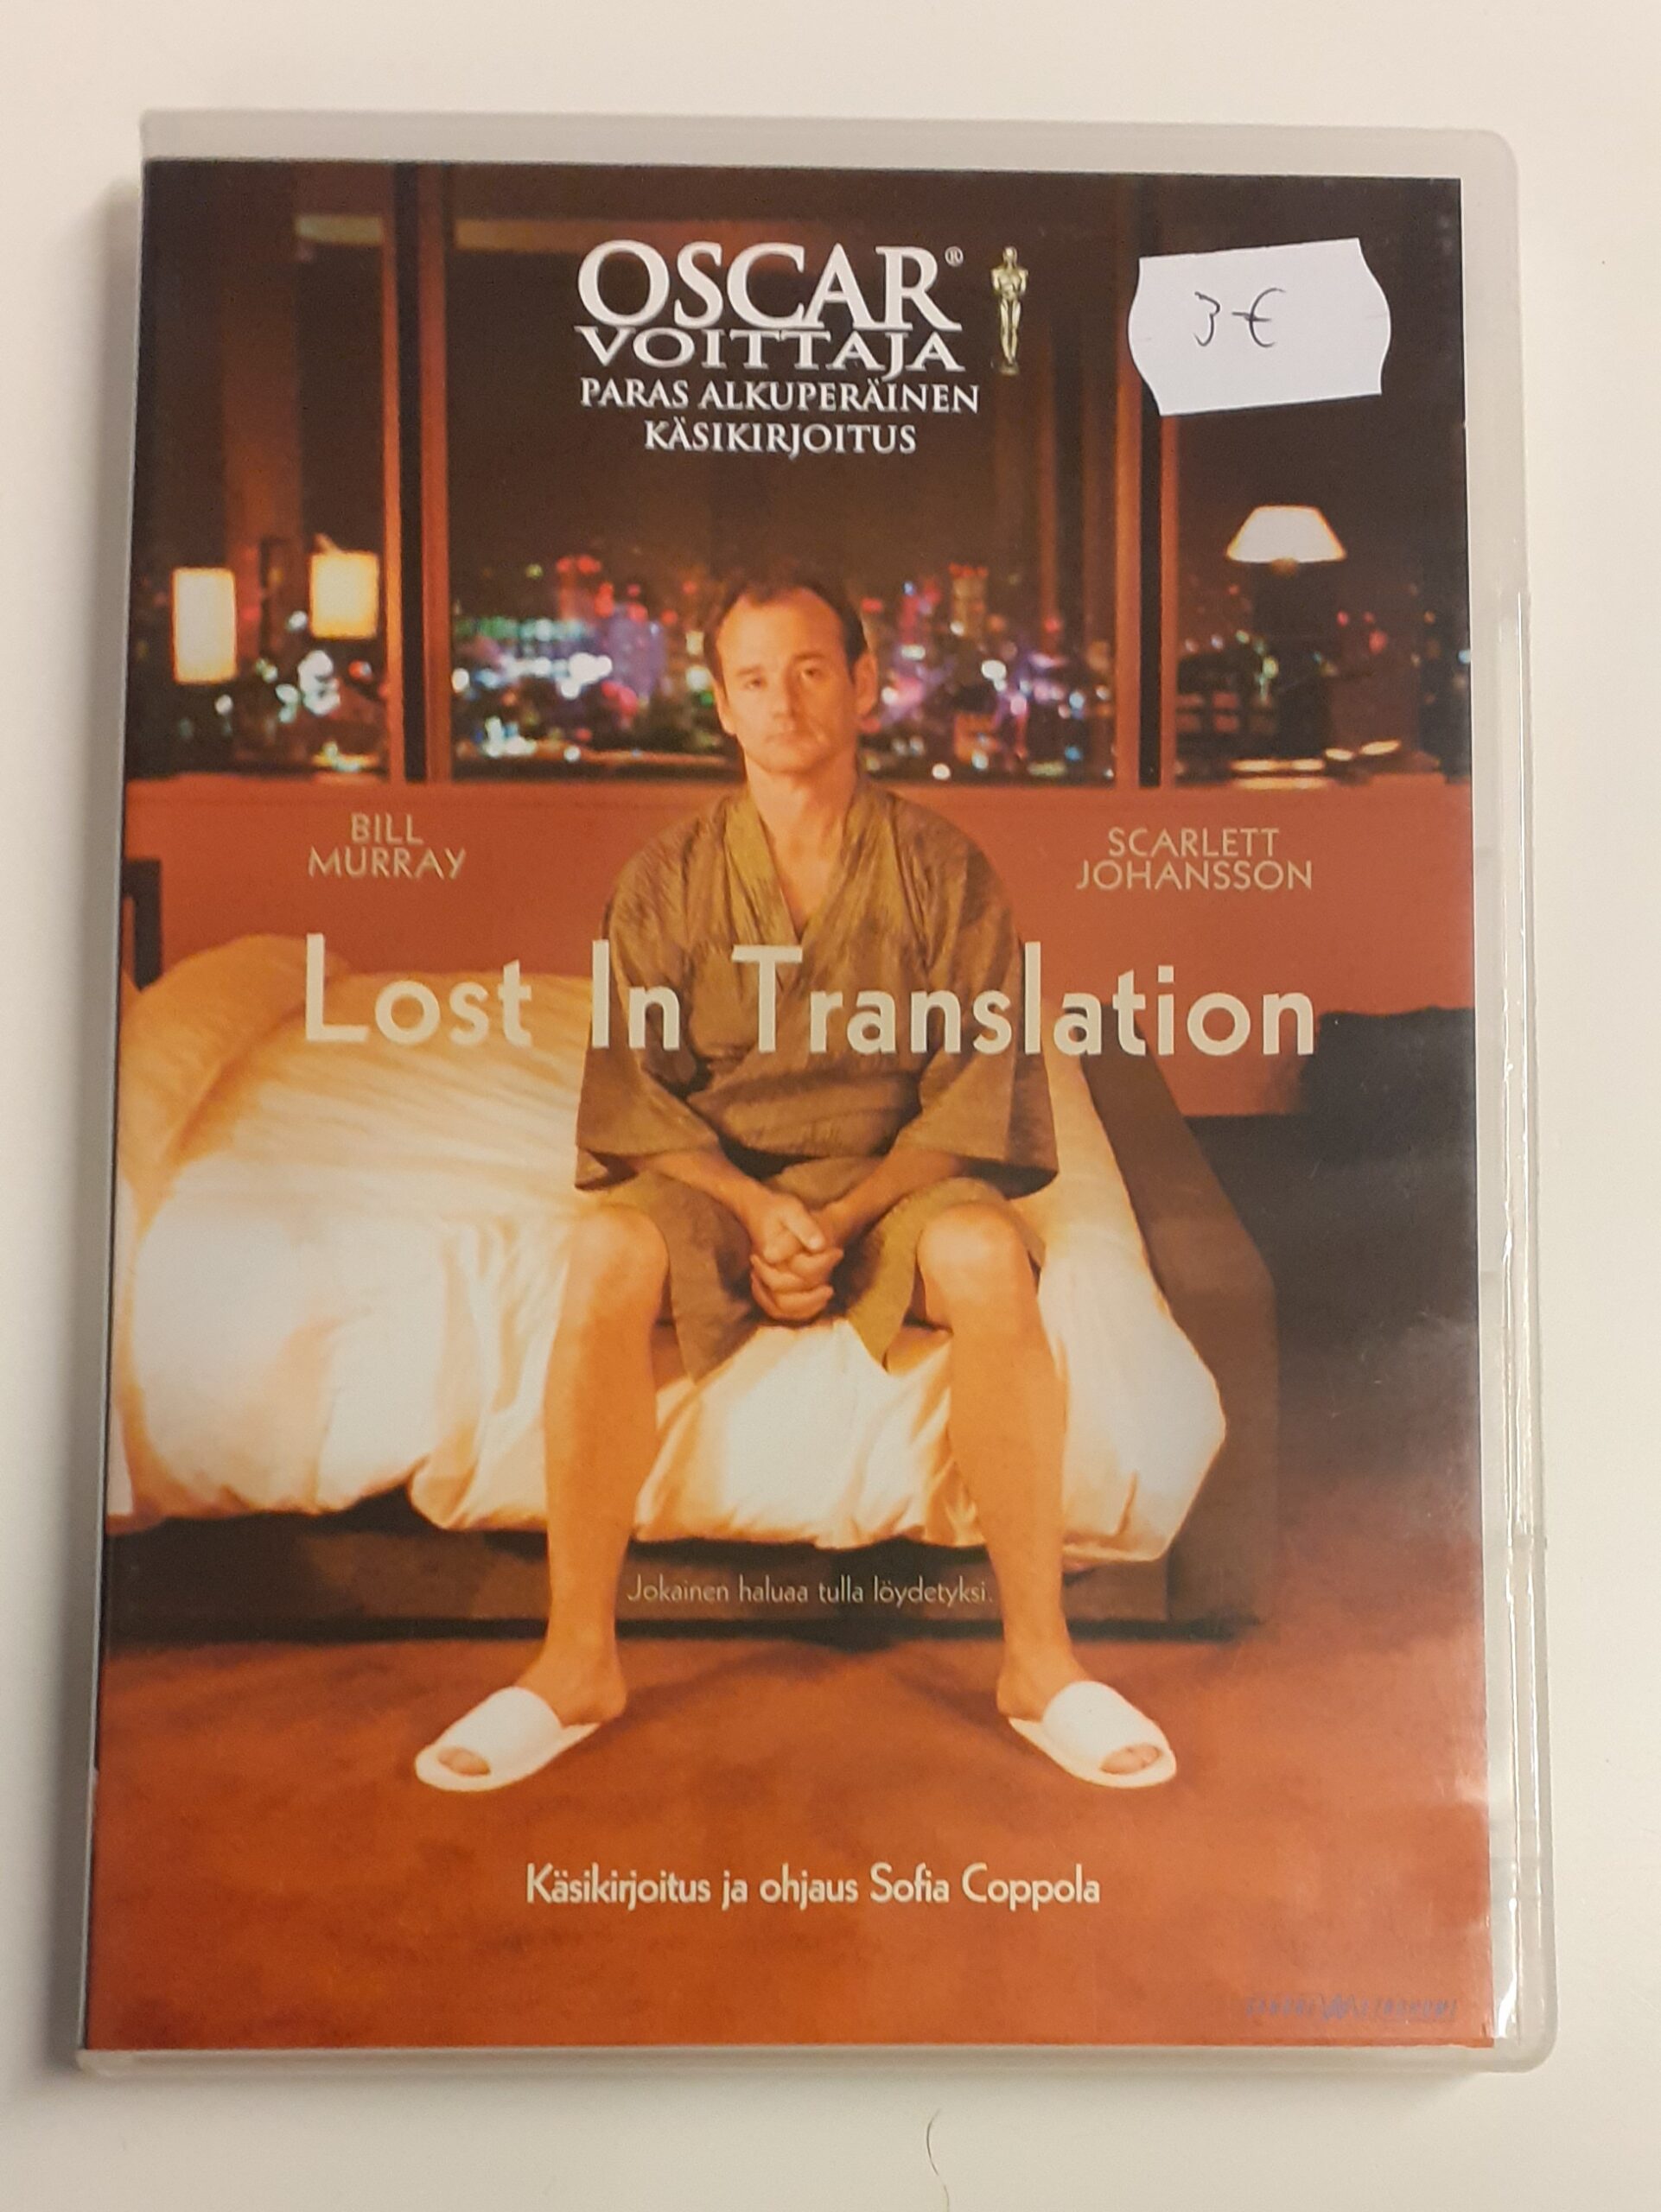 OSCAR®
VOITTAJA
PARAS ALKUPERÄINEN
KÄSIKIRJOITUS
3 €
BILL
MURRAY
SCARLETT
JOHANSSON
Lost In Translation
Jokainen haluaa tulla löydetyksi.
Käsikirjoitus ja ohjaus Sofia Coppola